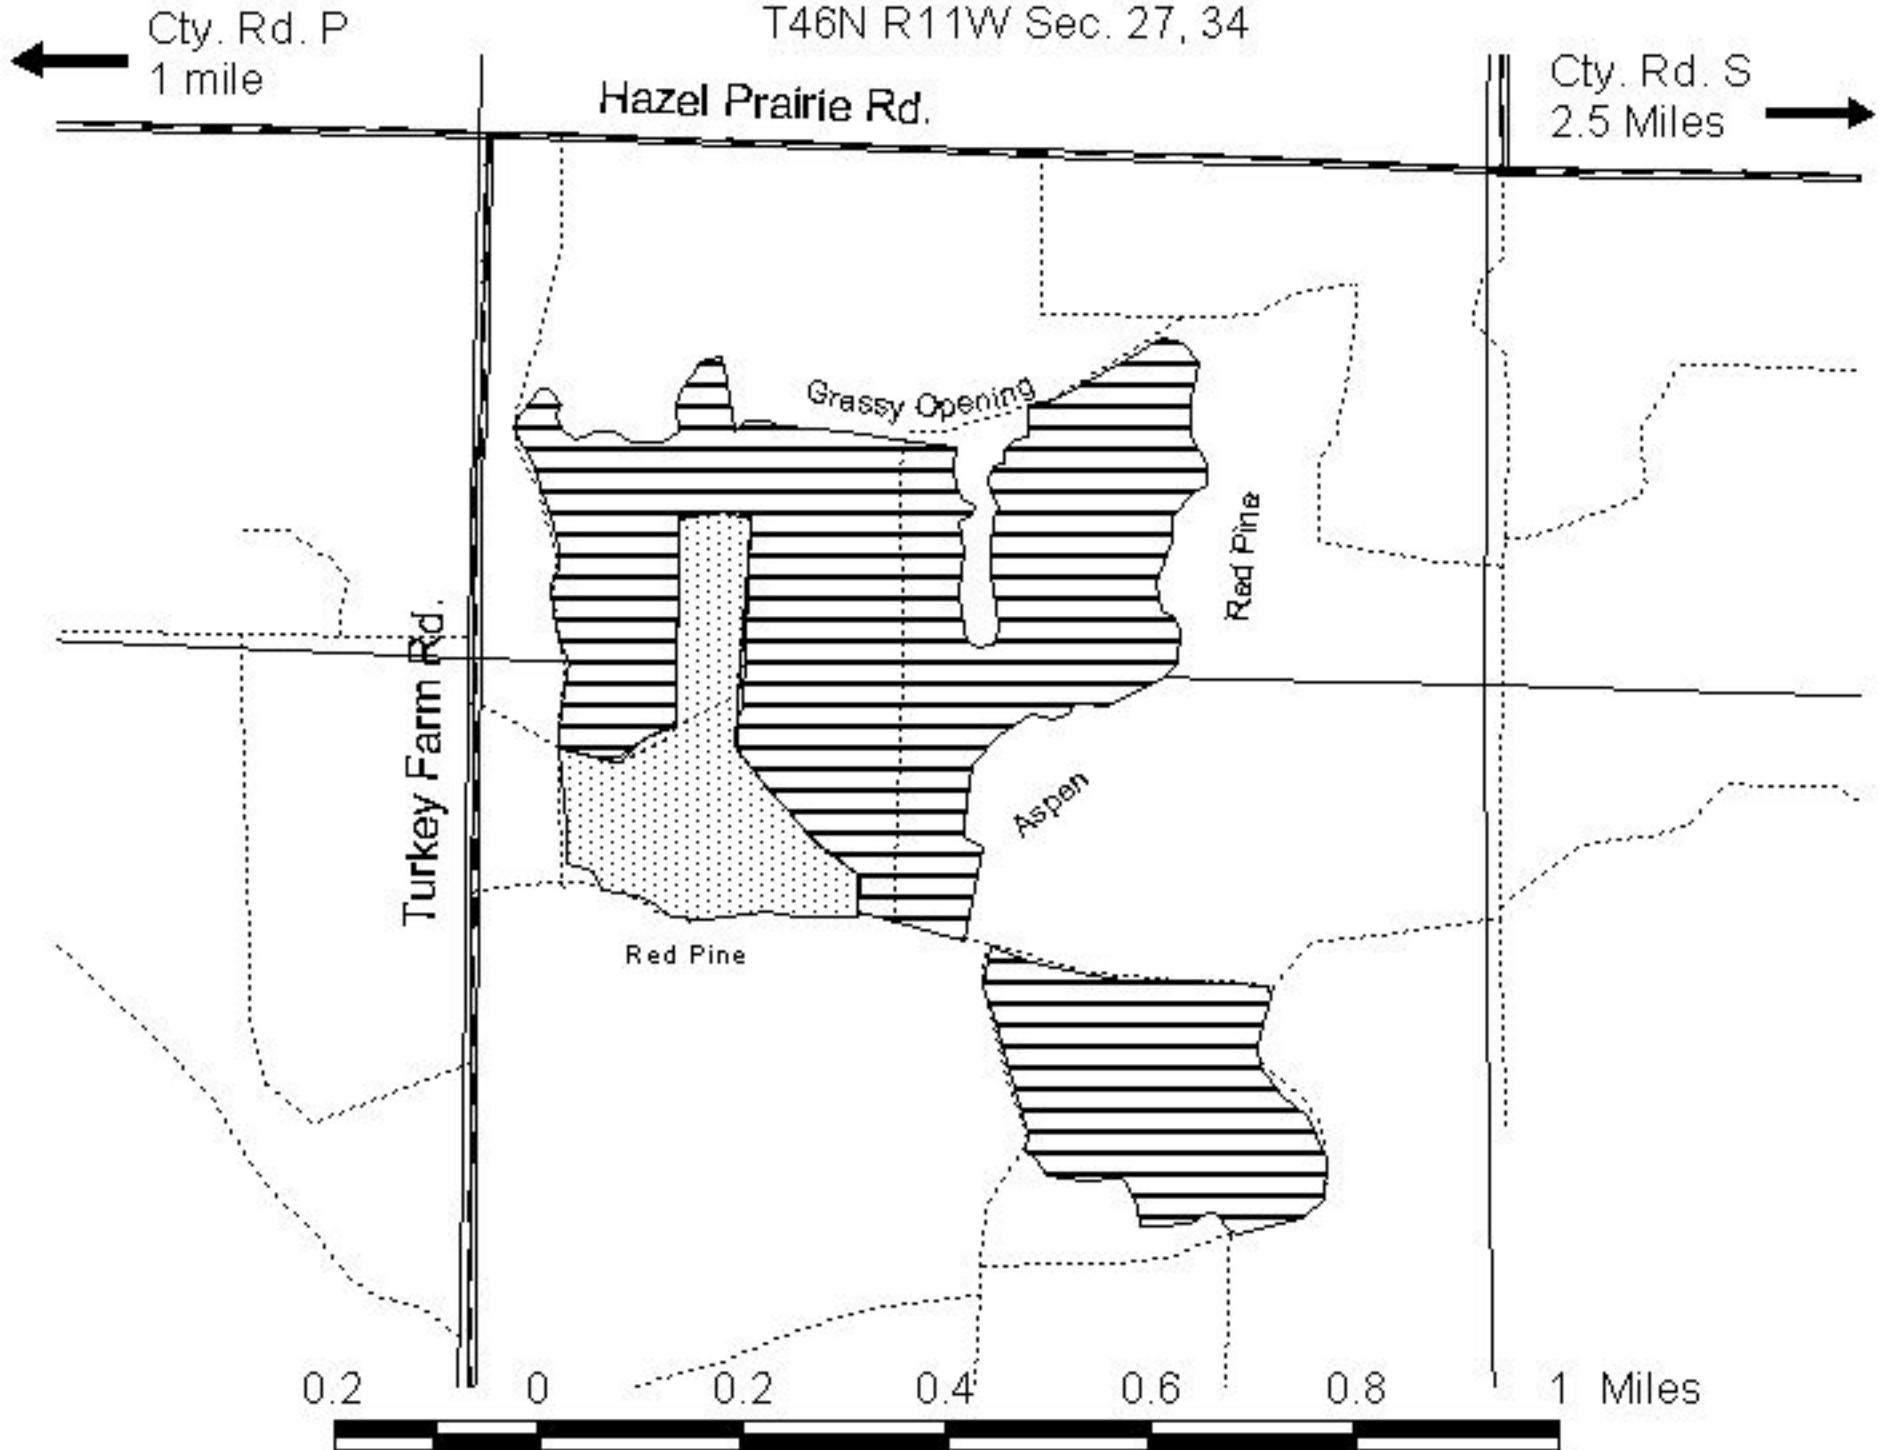 T46N R11W Sec. 27, 34
Cty. Rd. P
1 mile
Hazel Prairie Rd.
Cty. Rd. S
2.5 Miles
Grassy Opening
Red Pine
Turkey Farm Rd.
Aspen
Red Pine
0.2 0 0.2 0.4 0.6 0.8 1 Miles